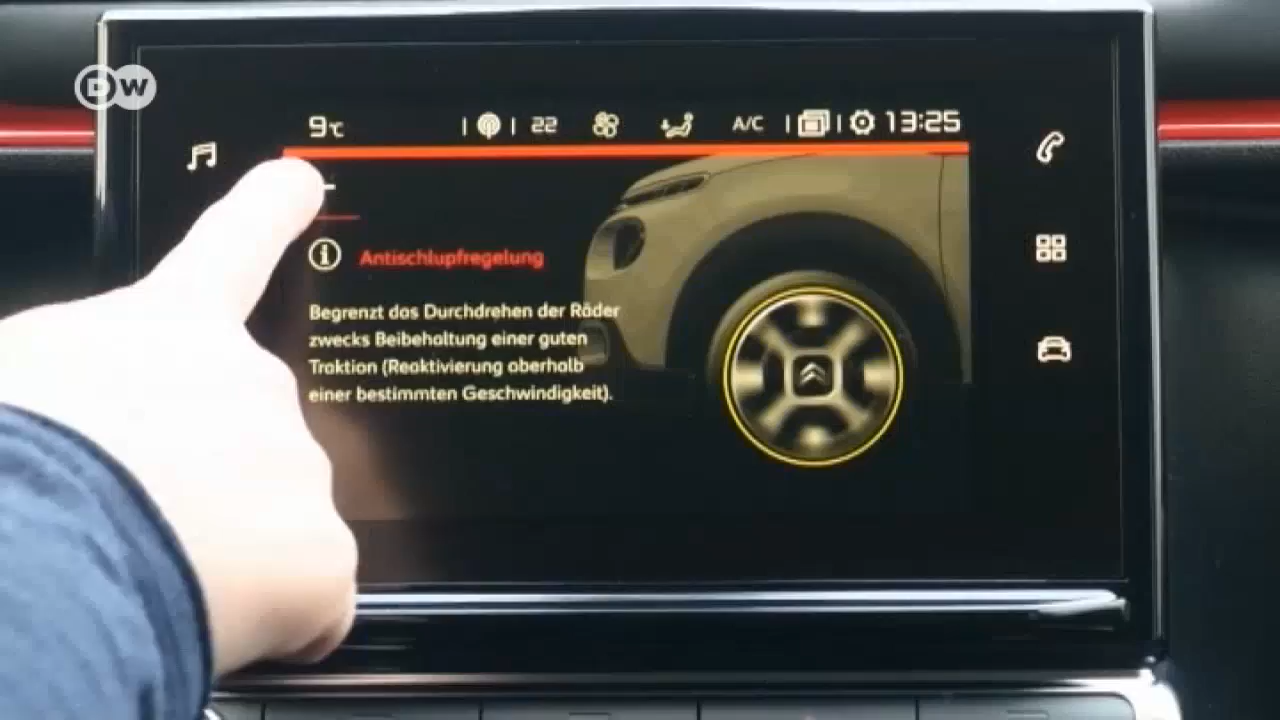 DW
9°C
22
A/C
13:25
Antischlupfregelung
Begrenzt das Durchdrehen der Räder
zwecks Beibehaltung einer guten
Traktion (Reaktivierung oberhalb
einer bestimmten Geschwindigkeit).